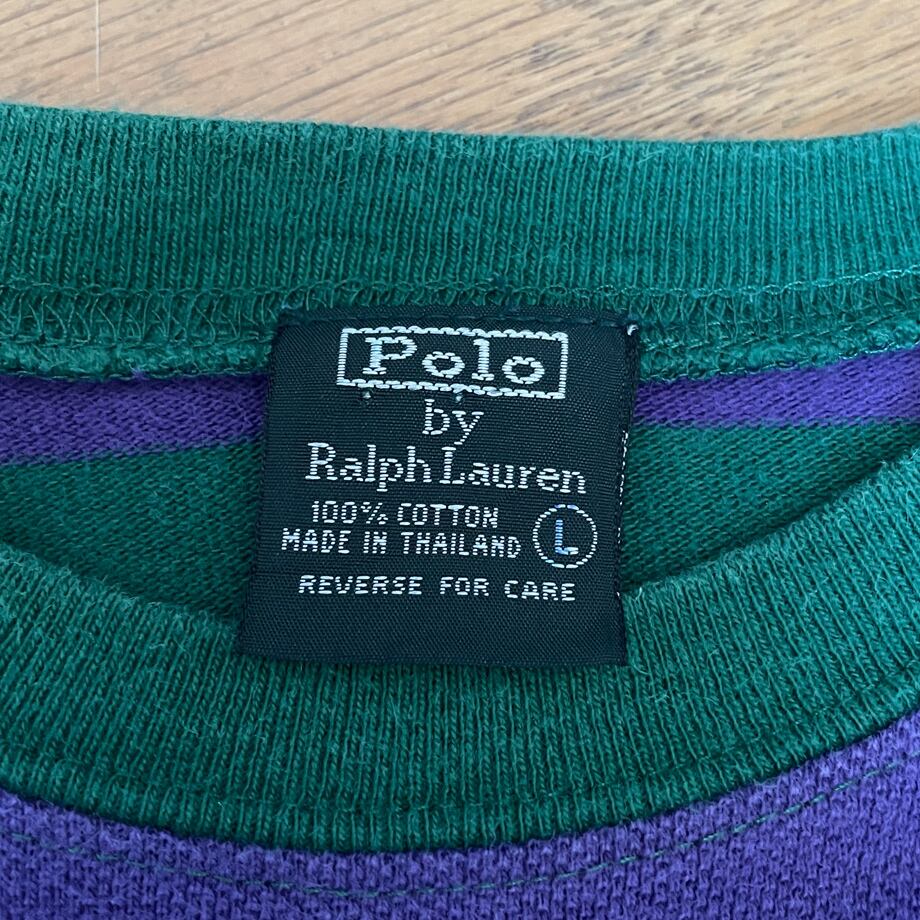 Polo
by
Ralph Lauren
100% COTTON
MADE IN THAILAND L
REVERSE FOR CARE